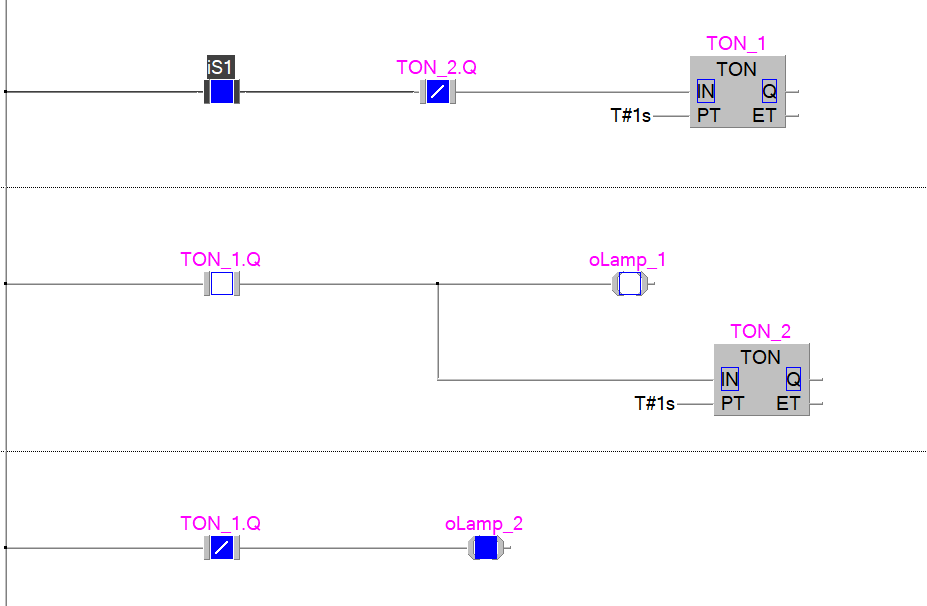 TON_1
iS1
TON_2.Q
TON
IN Q
T#1s PT ET
TON_1.Q
oLamp_1
TON_2
TON
IN Q
T#1s PT ET
TON_1.Q
oLamp_2